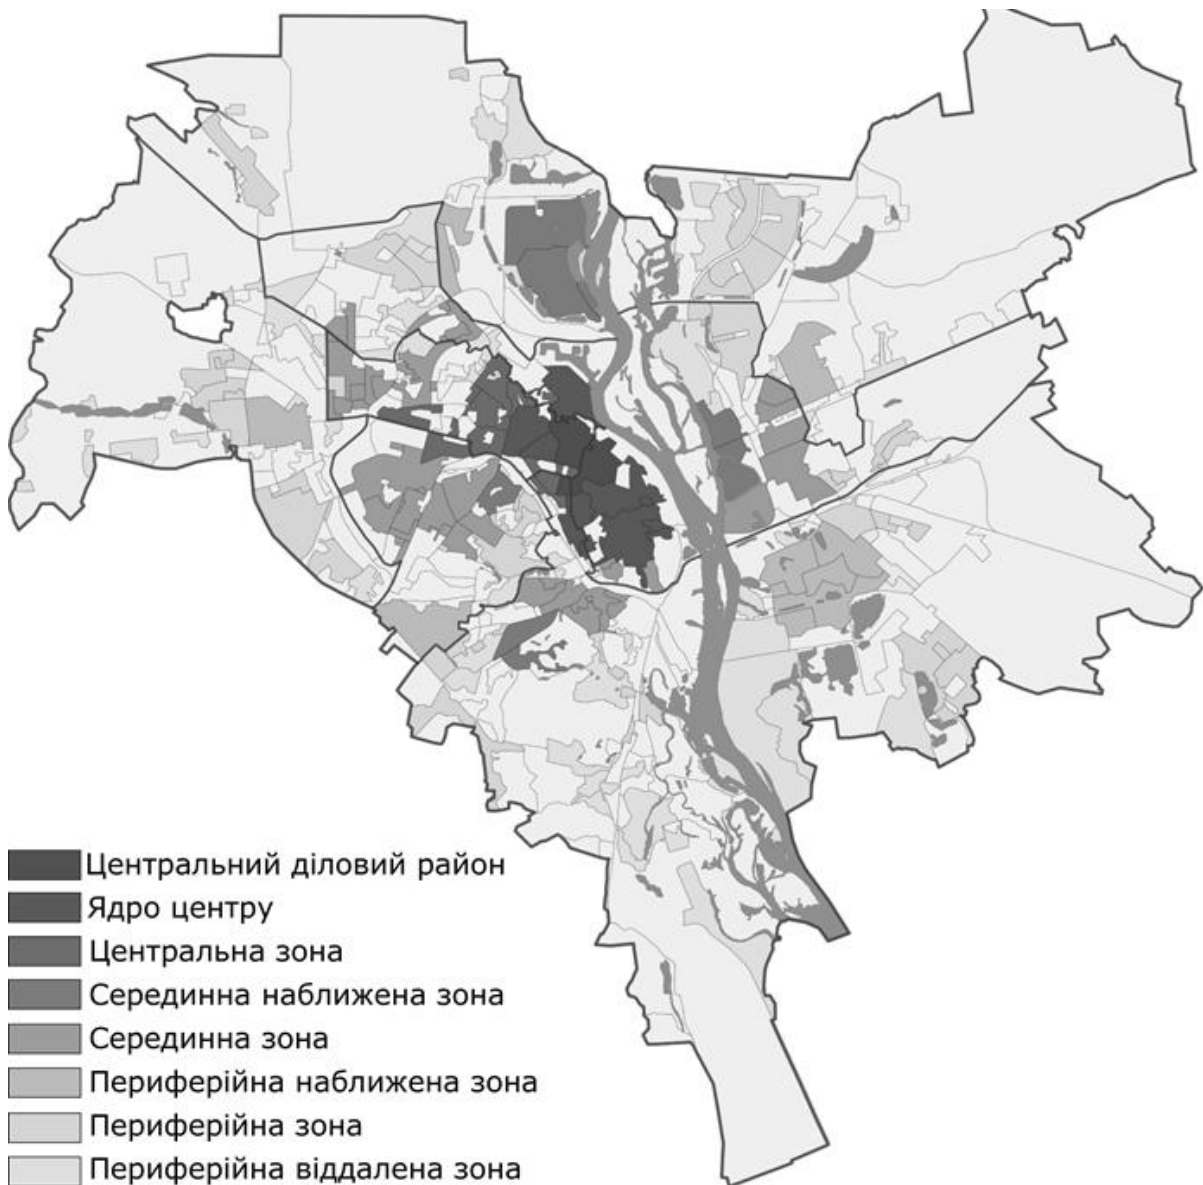 Центральний діловий район
Ядро центру
Центральна зона
Серединна наближена зона
Серединна зона
Периферійна наближена зона
Периферійна зона
Периферійна віддалена зона